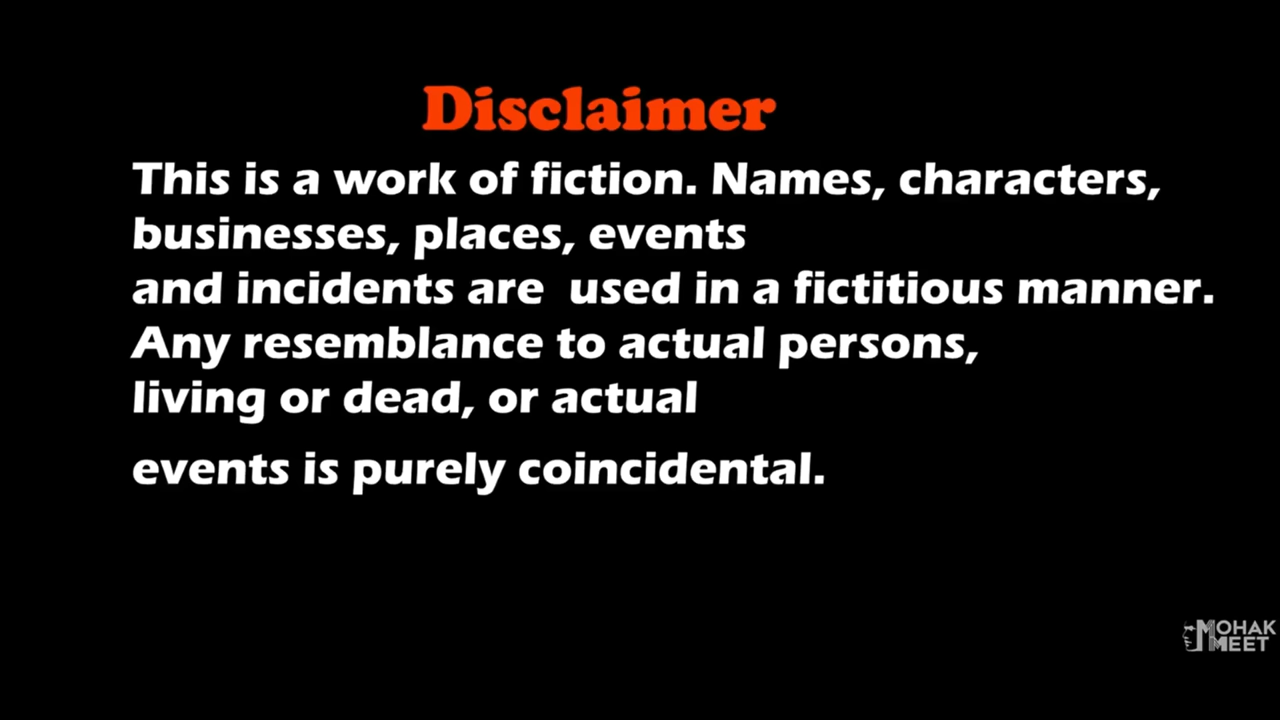 Disclaimer
This is a work of fiction. Names, characters,
businesses, places, events
and incidents are used in a fictitious manner.
Any resemblance to actual persons,
living or dead, or actual
events is purely coincidental.
MOHAK
MEET